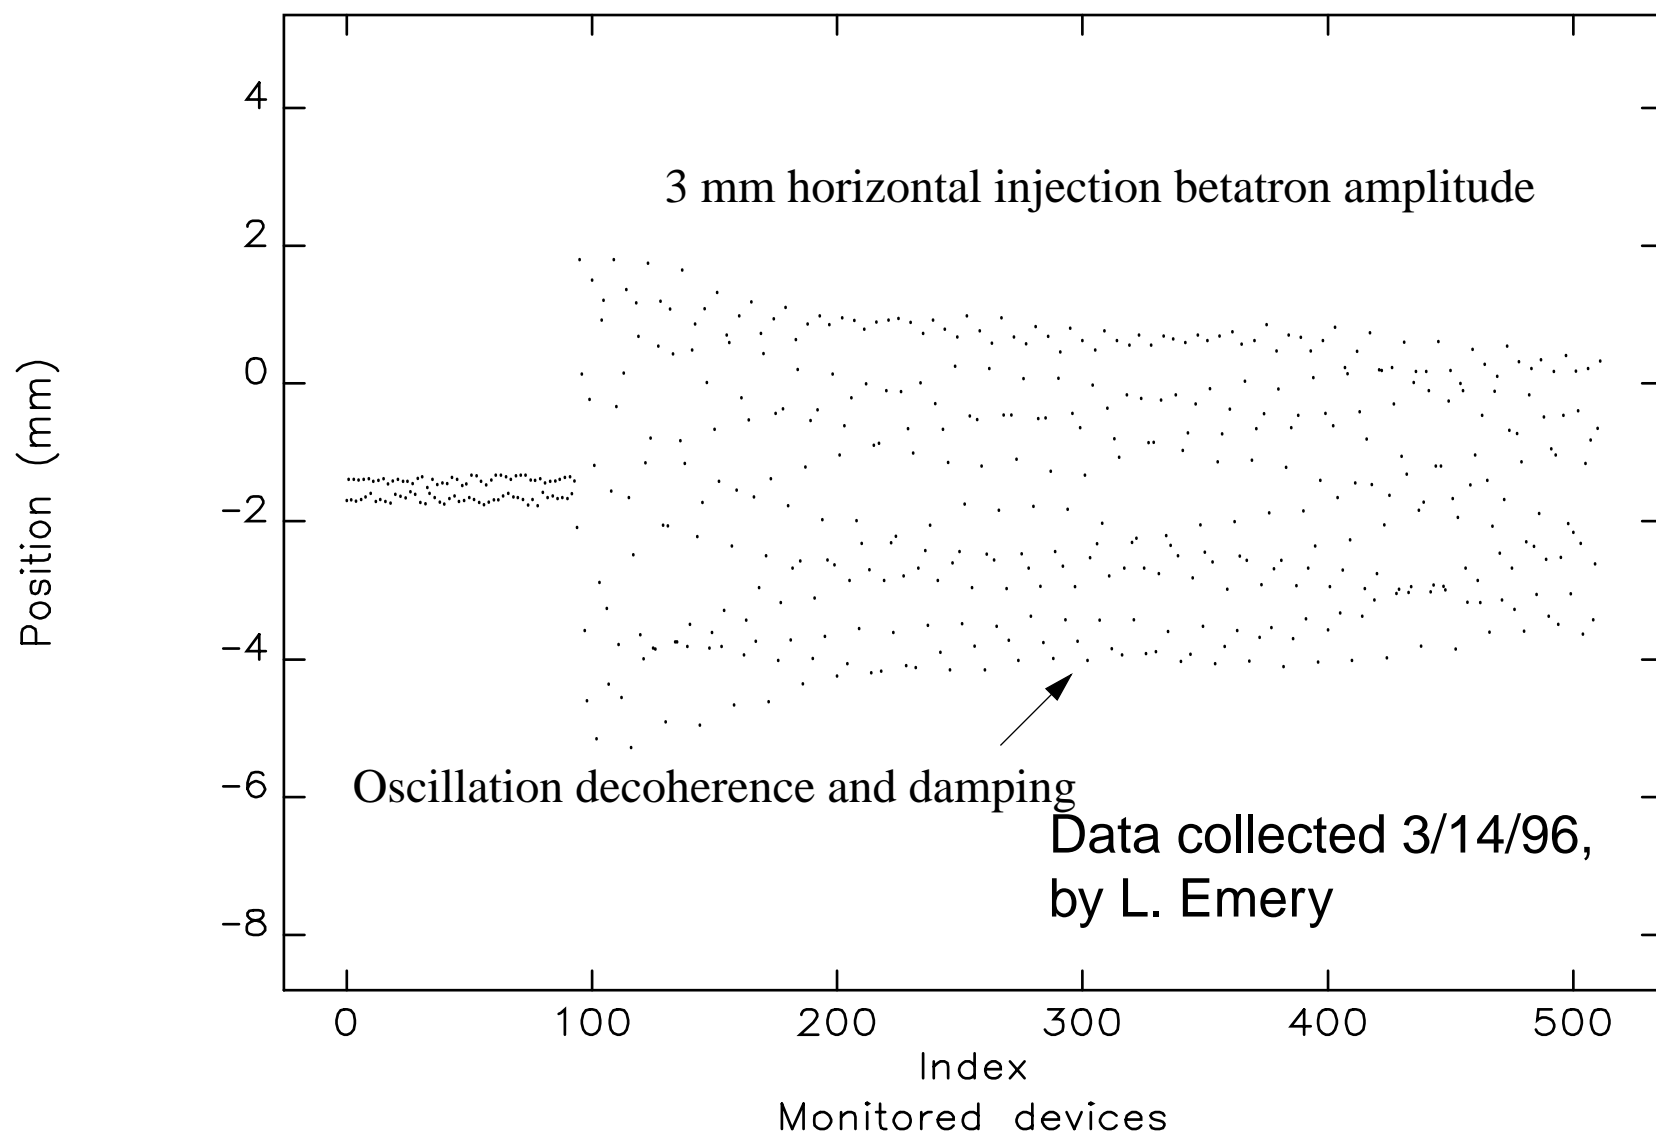 4
3 mm horizontal injection betatron amplitude
2
0
Position (mm)
-2
-4
Oscillation decoherence and damping
-6
Data collected 3/14/96,
by L. Emery
-8
0 100 200 300 400 500
Index
Monitored devices